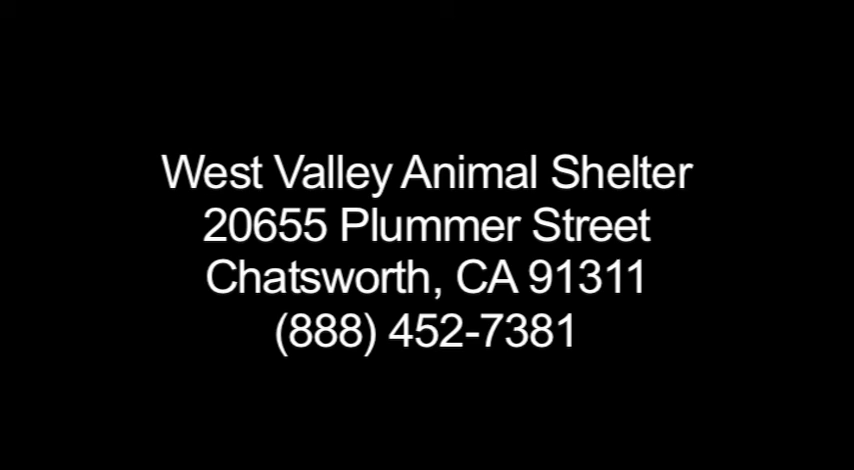 West Valley Animal Shelter
20655 Plummer Street
Chatsworth, CA 91311
(888) 452-7381